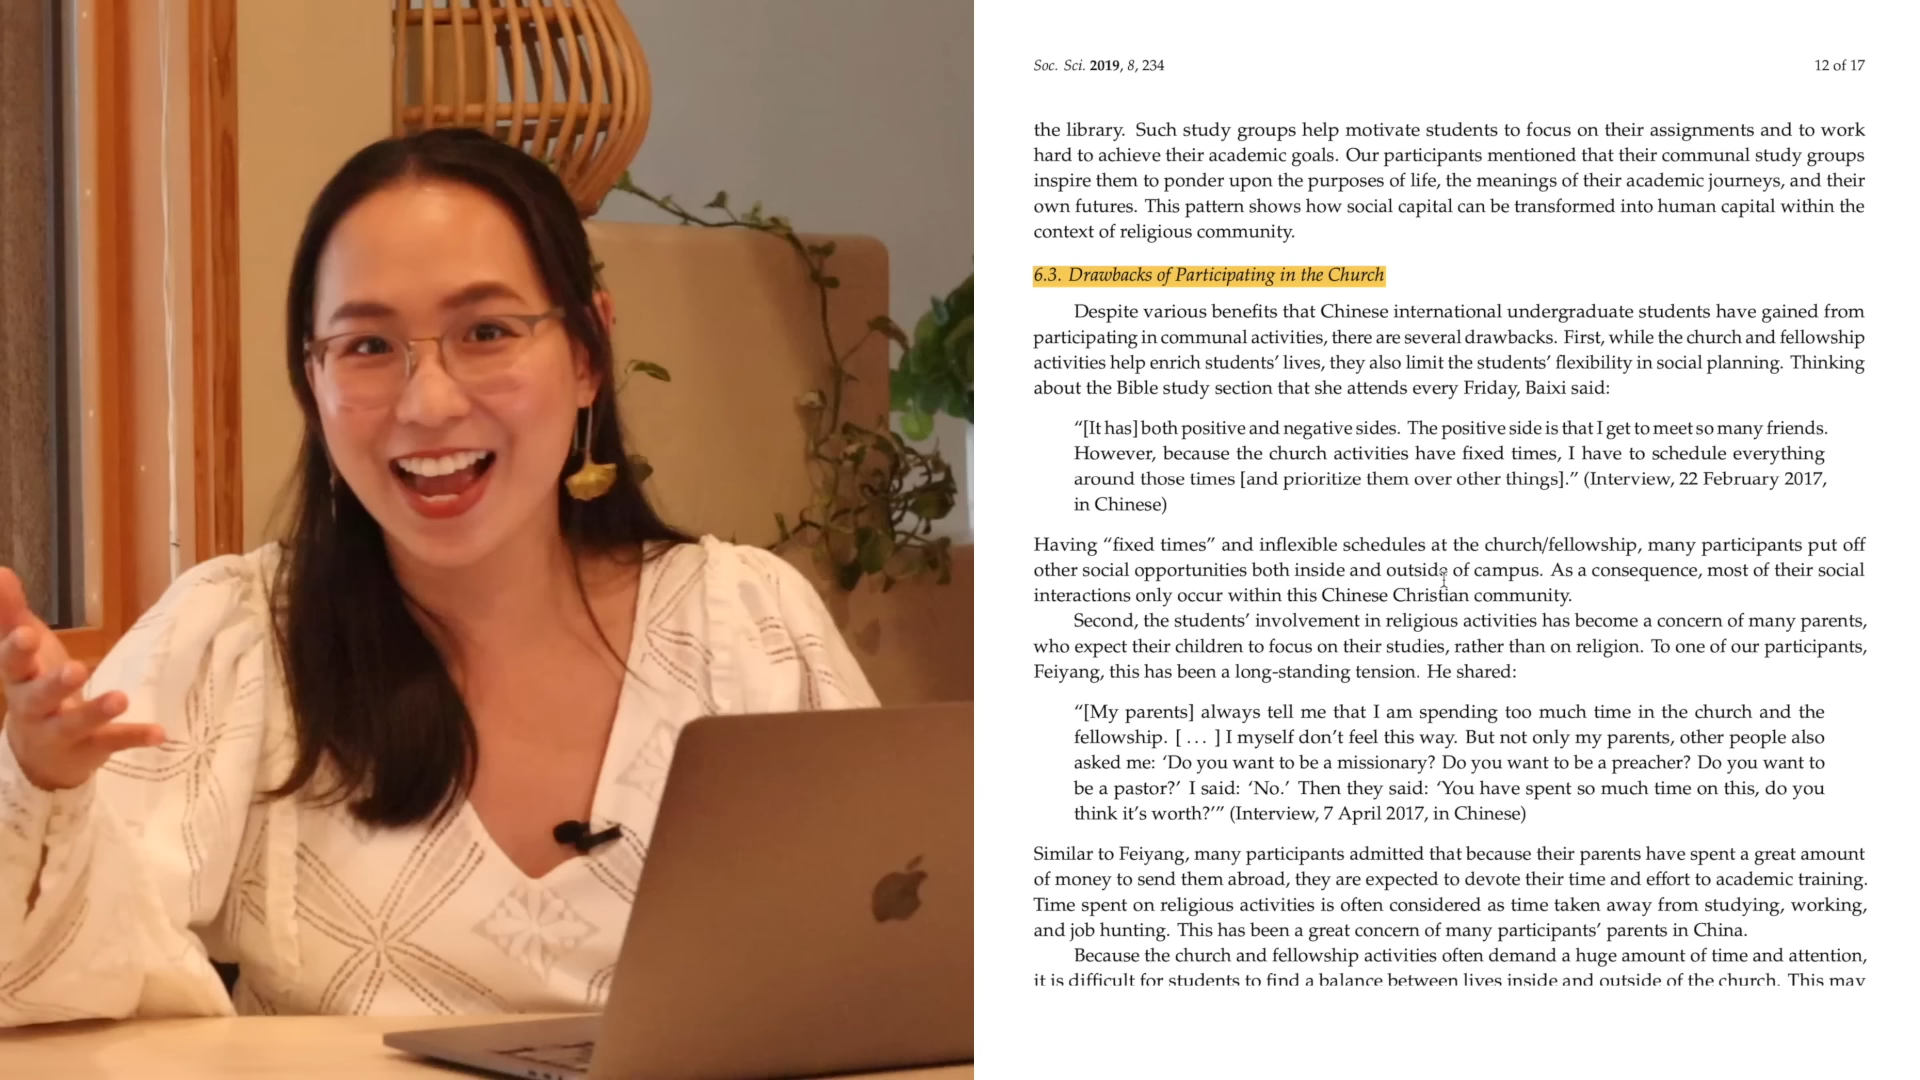 Soc. Sci. 2019, 8, 234
12 of 17
the library. Such study groups help motivate students to focus on their assignments and to work
hard to achieve their academic goals. Our participants mentioned that their communal study groups
inspire them to ponder upon the purposes of life, the meanings of their academic journeys, and their
own futures. This pattern shows how social capital can be transformed into human capital within the
context of religious community.
6.3. Drawbacks of Participating in the Church
Despite various benefits that Chinese international undergraduate students have gained from
participating in communal activities, there are several drawbacks. First, while the church and fellowship
activities help enrich students’ lives, they also limit the students’ flexibility in social planning. Thinking
about the Bible study section that she attends every Friday, Baixi said:
“[It has] both positive and negative sides. The positive side is that I get to meet so many friends.
However, because the church activities have fixed times, I have to schedule everything
around those times [and prioritize them over other things].” (Interview, 22 February 2017,
in Chinese)
Having “fixed times” and inflexible schedules at the church/fellowship, many participants put off
other social opportunities both inside and outside of campus. As a consequence, most of their social
interactions only occur within this Chinese Christian community.
Second, the students’ involvement in religious activities has become a concern of many parents,
who expect their children to focus on their studies, rather than on religion. To one of our participants,
Feiyang, this has been a long-standing tension. He shared:
“[My parents] always tell me that I am spending too much time in the church and the
fellowship. [ . . . ] I myself don’t feel this way. But not only my parents, other people also
asked me: ‘Do you want to be a missionary? Do you want to be a preacher? Do you want to
be a pastor?’ I said: ‘No.’ Then they said: ‘You have spent so much time on this, do you
think it’s worth?’” (Interview, 7 April 2017, in Chinese)
Similar to Feiyang, many participants admitted that because their parents have spent a great amount
of money to send them abroad, they are expected to devote their time and effort to academic training.
Time spent on religious activities is often considered as time taken away from studying, working,
and job hunting. This has been a great concern of many participants’ parents in China.
Because the church and fellowship activities often demand a huge amount of time and attention,
it is difficult for students to find a balance between lives inside and outside of the church. This may